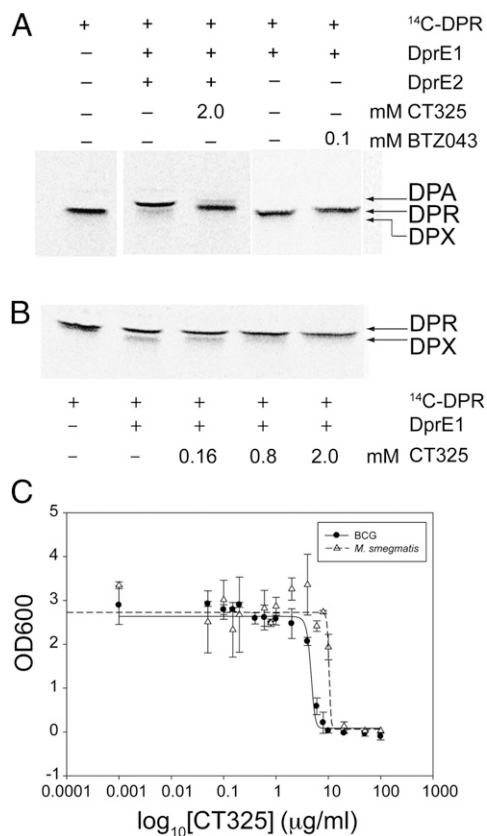 A
+ + + + + ¹⁴C-DPR
– + + + + DprE1
– + + – – DprE2
– – 2.0 – – mM CT325
– – – – 0.1 mM BTZ043
DPA
DPR
DPX
B
DPR
DPX
+ + + + + ¹⁴C-DPR
– + + + + DprE1
– – 0.16 0.8 2.0 mM CT325
C
5
4
3
2
1
0
-1
OD600
BCG
M. smegmatis
0.0001 0.001 0.01 0.1 1 10 100 1000
log₁₀[CT325] (µg/ml)